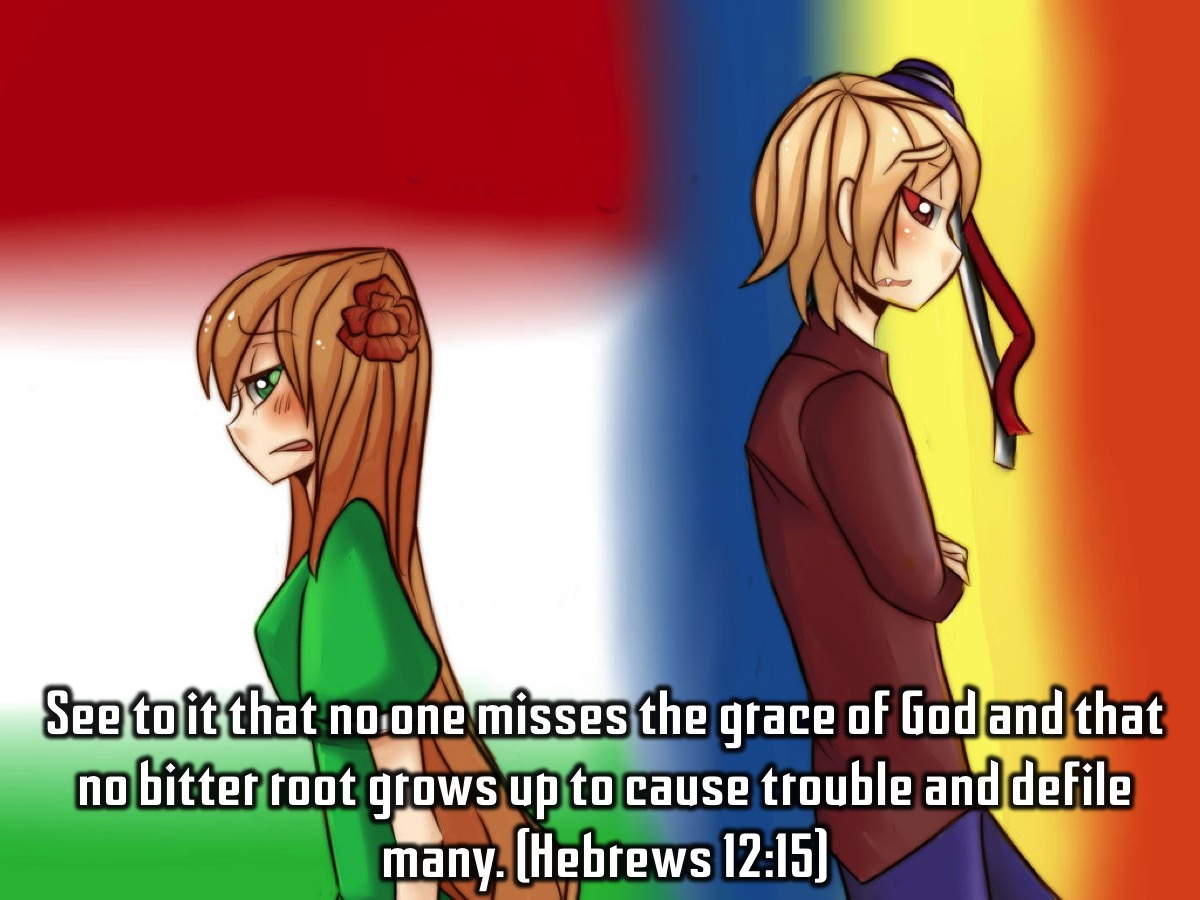 See to it that no one misses the grace of God and that
no bitter root grows up to cause trouble and defile
many. (Hebrews 12:15)